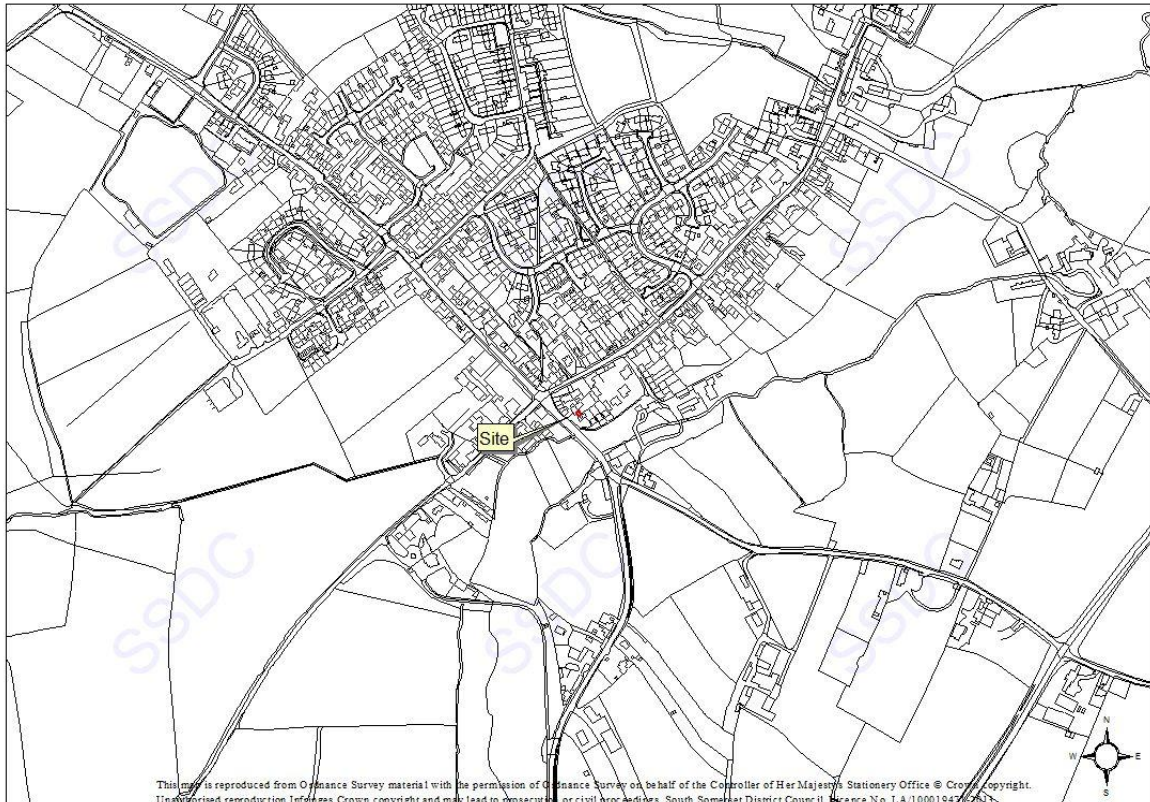 SSDC
SSDC
Site
SSDC
SSDC
SSDC
N
W E
S
This map is reproduced from Ordnance Survey material with the permission of Ordnance Survey on behalf of the Controller of Her Majesty's Stationery Office © Crown copyright.
Unauthorised reproduction infringes Crown copyright and may lead to prosecution or civil proceedings. South Somerset District Council, Licence No. LA/100019471